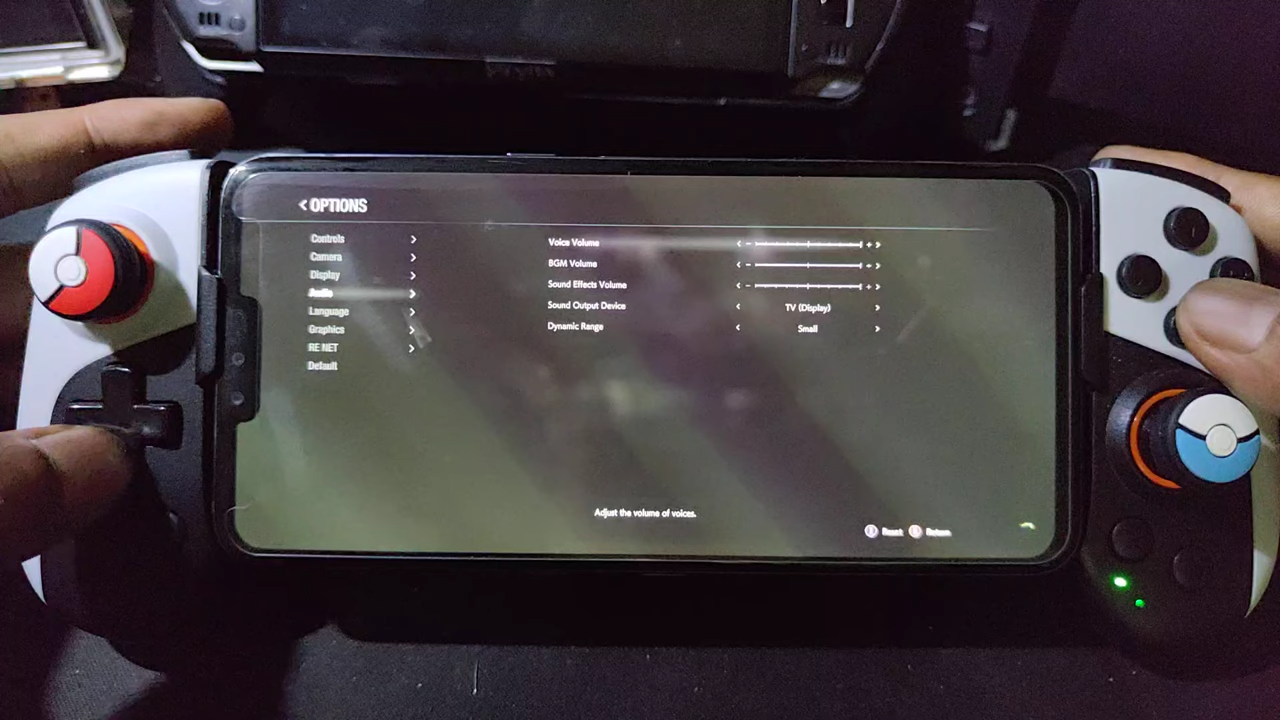 < OPTIONS
Controls >
Camera >
Display >
Audio >
Language >
Graphics >
RE NET >
Default
Voice Volume < - + >
BGM Volume < - + >
Sound Effects Volume < - + >
Sound Output Device < TV (Display) >
Dynamic Range < Small >
Adjust the volume of voices.
Reset Return